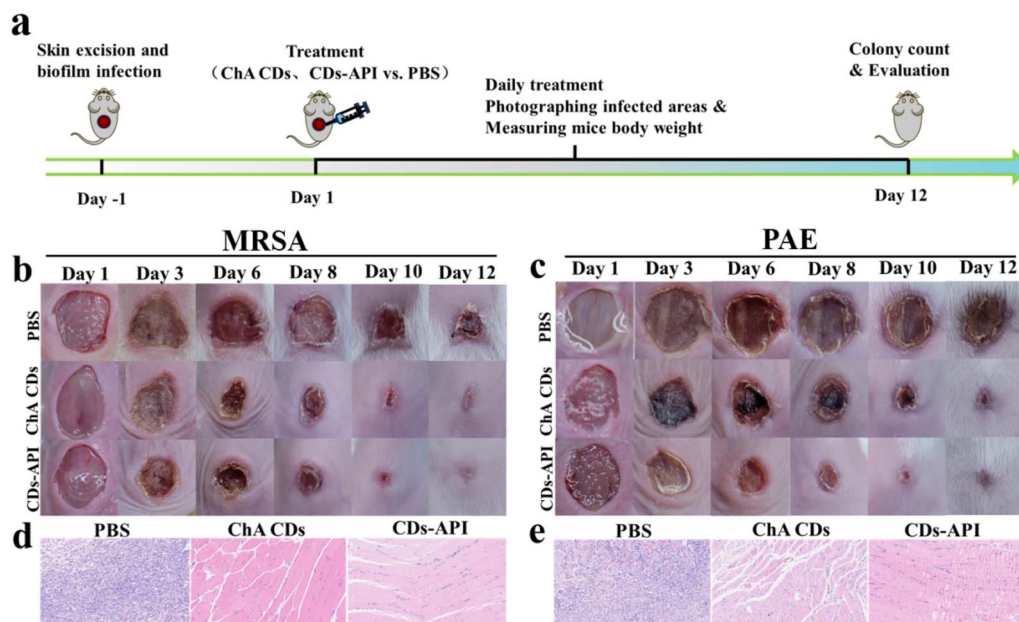 a
Skin excision and
biofilm infection
Treatment
（ChA CDs、CDs-API vs. PBS）
Daily treatment
Photographing infected areas &
Measuring mice body weight
Colony count
& Evaluation
Day -1
Day 1
Day 12
MRSA
b
Day 1 Day 3 Day 6 Day 8 Day 10 Day 12
PBS
ChA CDs
CDs-API
PAE
c
Day 1 Day 3 Day 6 Day 8 Day 10 Day 12
PBS
ChA CDs
CDs-API
d
PBS ChA CDs CDs-API
e
PBS ChA CDs CDs-API